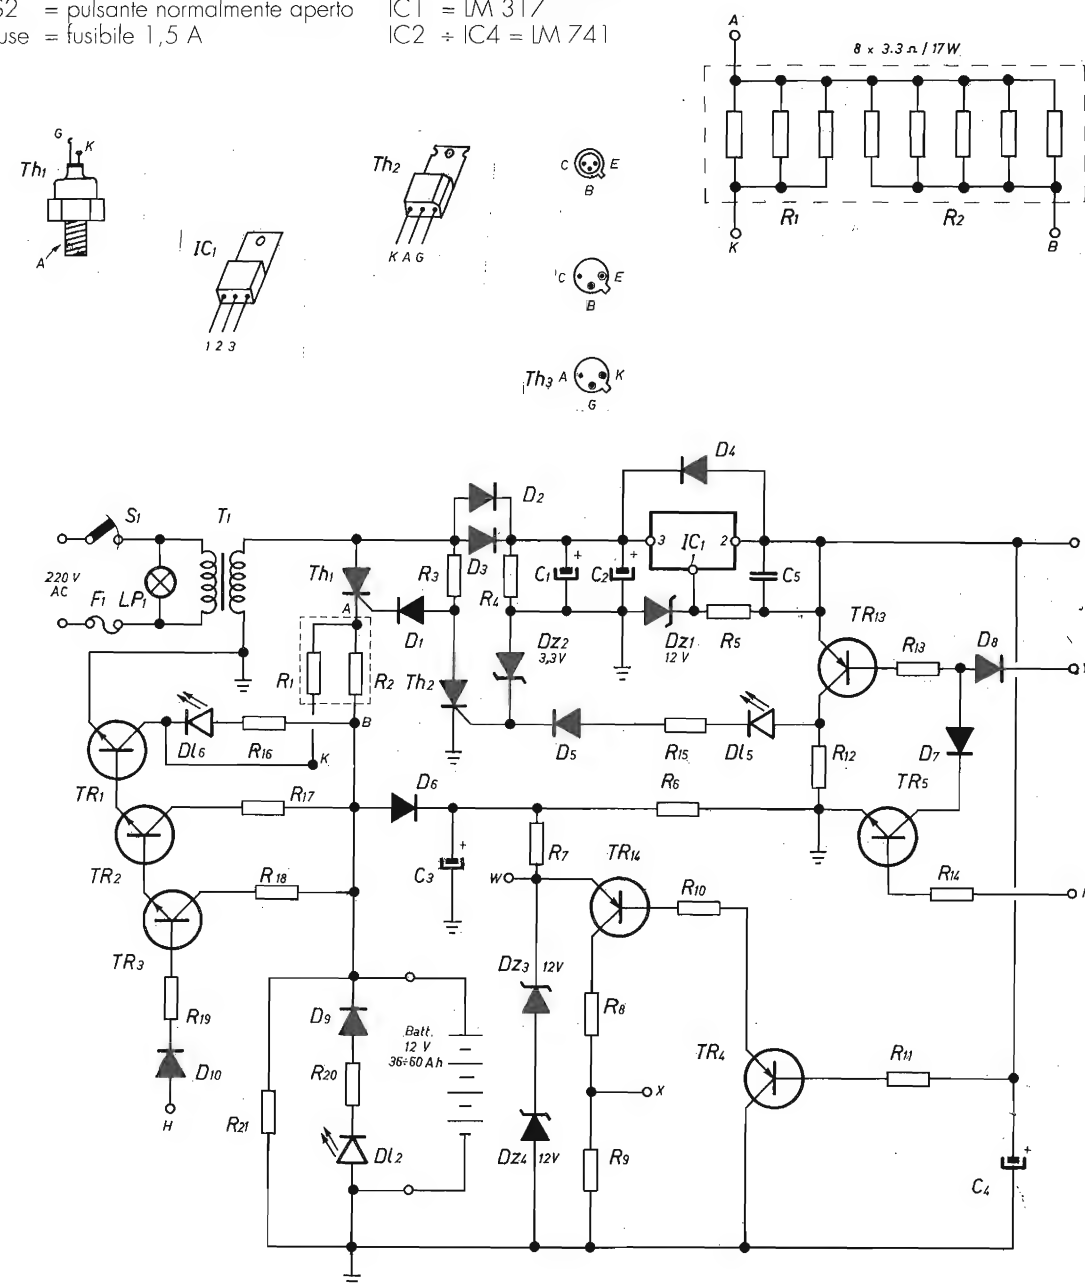 = pulsante normalmente aperto IC1 = LM 317
= fusibile 1,5 A IC2 ÷ IC4 = LM 741
A
8 x 3.3 Ω / 17W
K R1 R2 B
G K
Th1
A
IC1
1 2 3
Th2
K A G
C E
B
C E
B
Th3 A K
G
S1 T1
220 V
AC
F1 LP1
Th1
A
D1
R1 R2
B
K
R3
D2
D3
R4
Th2
Dz2
3,3V
C1 + C2 +
D4
3 IC1 2
1
Dz1
12 V
R5
C5
TR13
R13 D8
D7
Dl6 R16
TR1
R17
TR2
R18
TR3
R19
D10
H
D5 R15 Dl5
R12
TR5
R14
D6
C3 +
R6
R7
W
TR14
R10
Dz3 12V
R8
X
Dz4 12V
R9
TR4
R11
C4 +
D9
R20
Dl2
R21
Batt.
12 V
36÷60 Ah